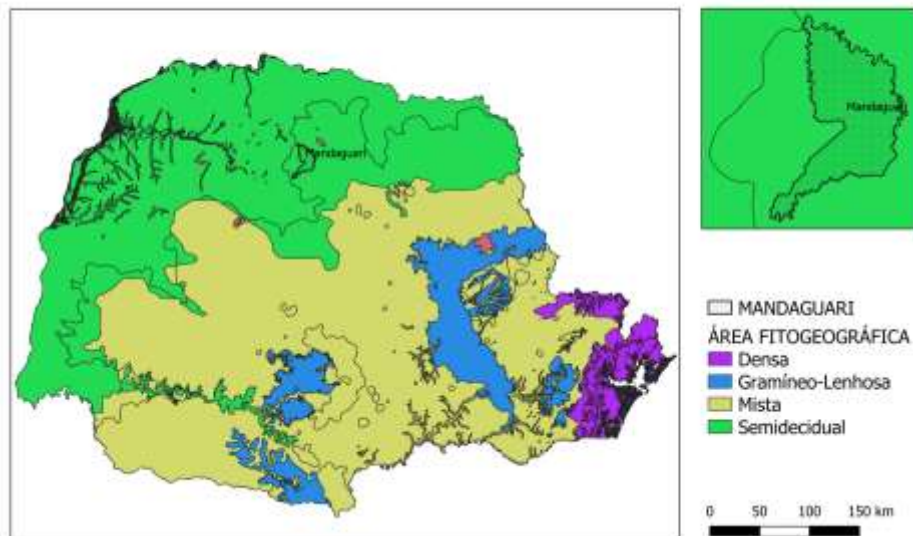 Mandaguari
Mandaguari
MANDAGUARI
ÁREA FITOGEOGRÁFICA
Densa
Gramíneo-Lenhosa
Mista
Semidecidual
0 50 100 150 km